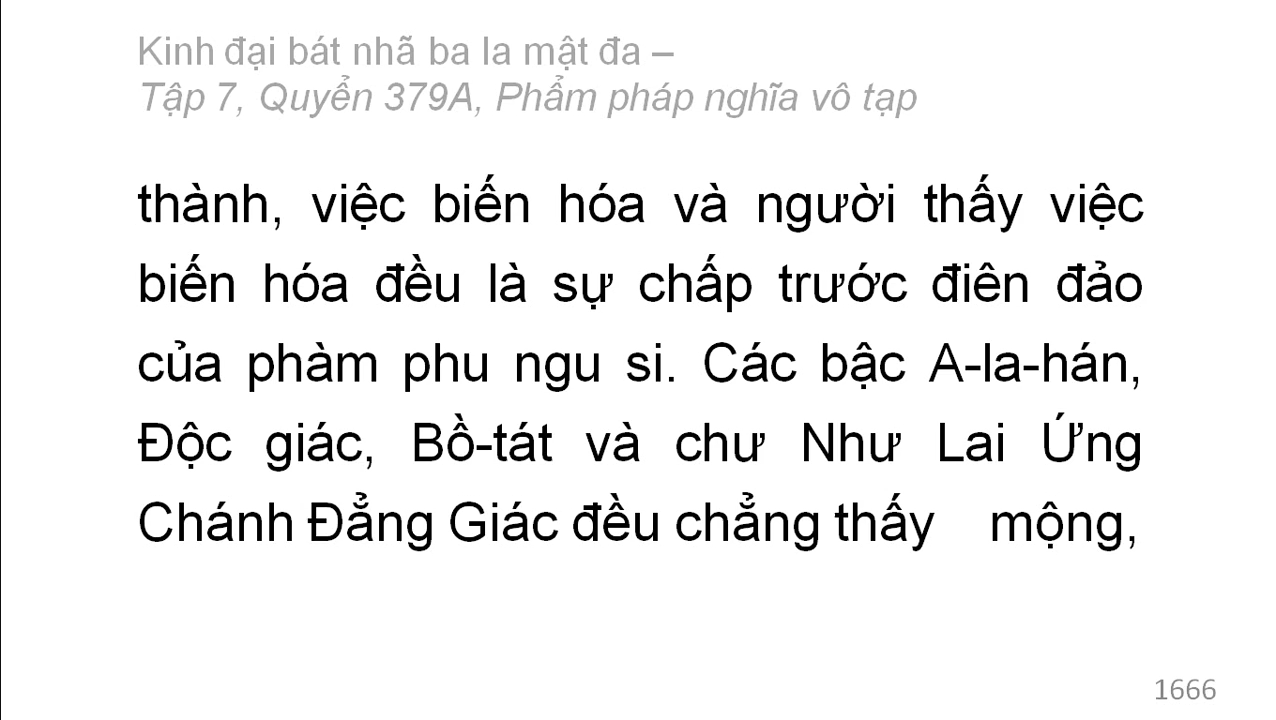 Kinh đại bát nhã ba la mật đa –
Tập 7, Quyển 379A, Phẩm pháp nghĩa vô tạp
thành, việc biến hóa và người thấy việc
biến hóa đều là sự chấp trước điên đảo
của phàm phu ngu si. Các bậc A-la-hán,
Độc giác, Bồ-tát và chư Như Lai Ứng
Chánh Đẳng Giác đều chẳng thấy mộng,
1666